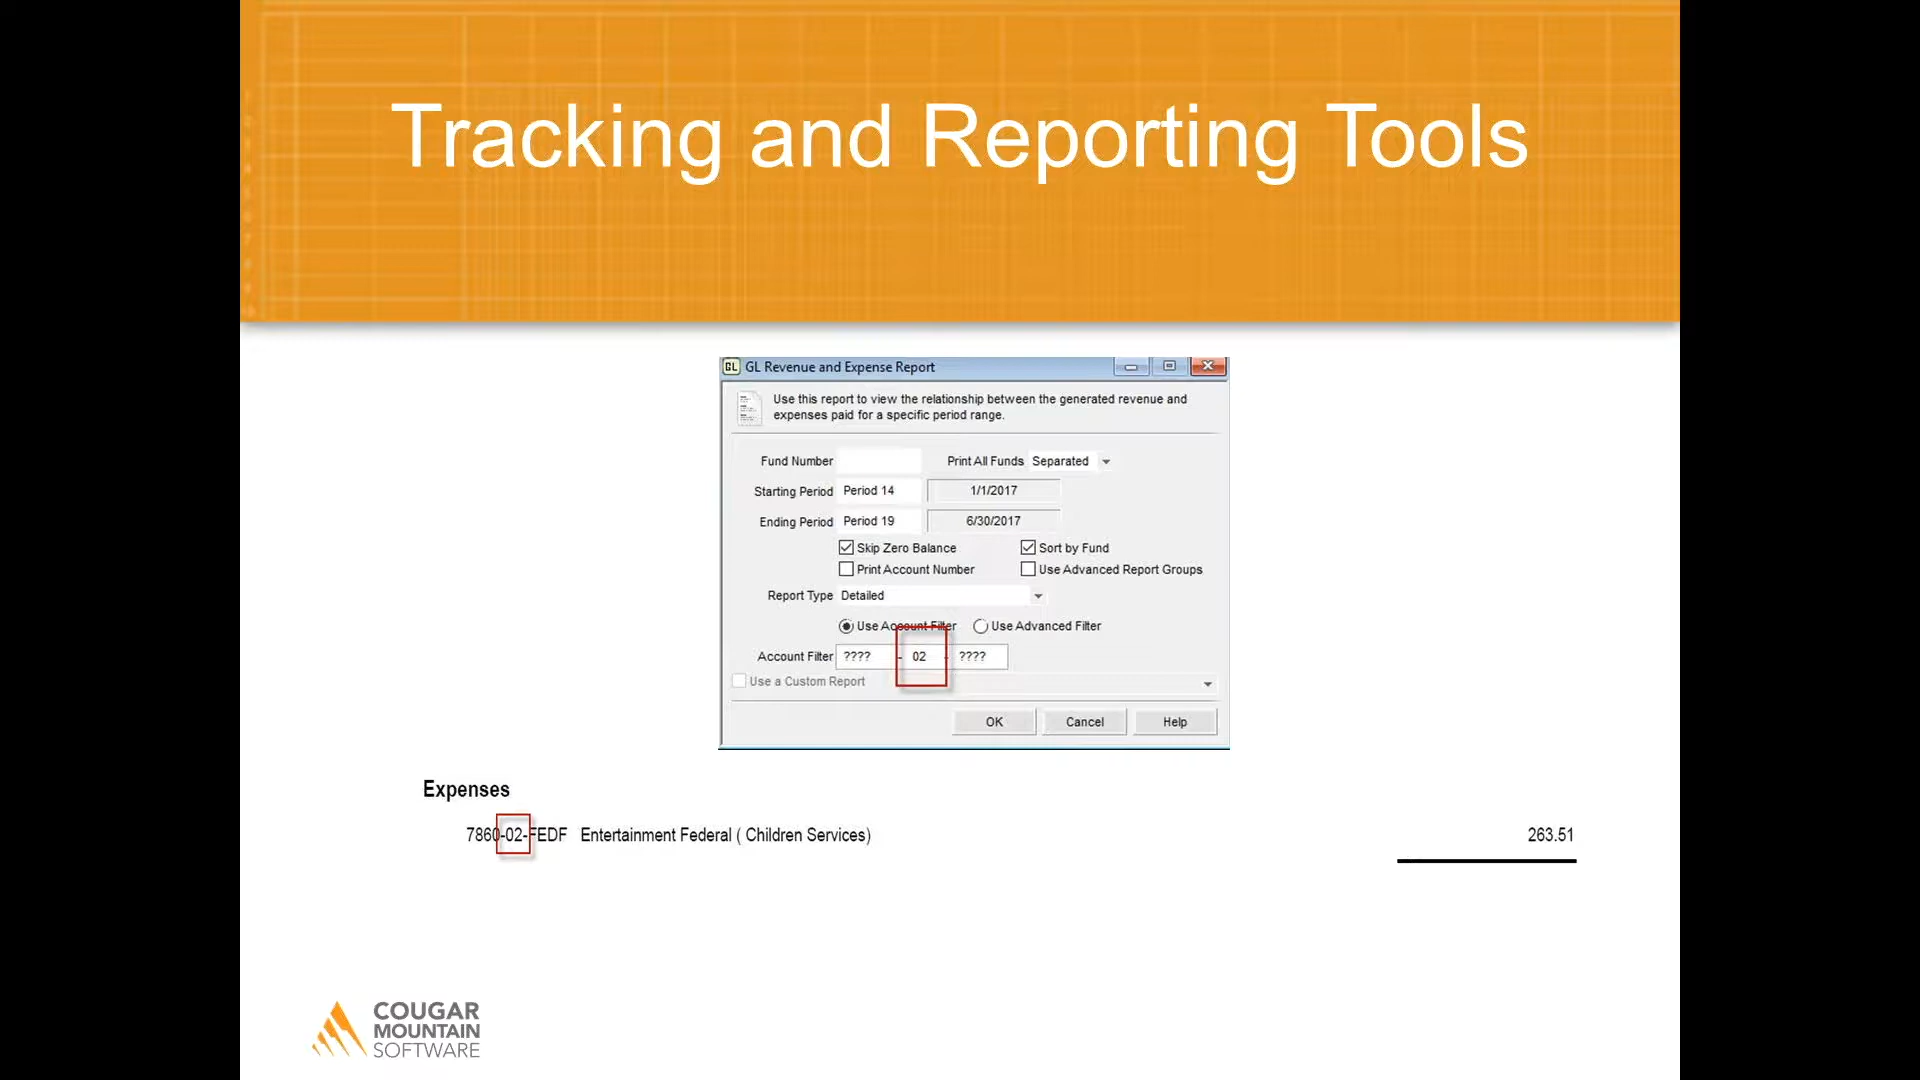 Tracking and Reporting Tools
GL GL Revenue and Expense Report
Use this report to view the relationship between the generated revenue and
expenses paid for a specific period range.
Fund Number Print All Funds Separated
Starting Period Period 14 1/1/2017
Ending Period Period 19 6/30/2017
Skip Zero Balance Sort by Fund
Print Account Number Use Advanced Report Groups
Report Type Detailed
Use Account Filter Use Advanced Filter
Account Filter ???? - 02 - ????
Use a Custom Report
OK Cancel Help
Expenses
7860-02-FEDF Entertainment Federal ( Children Services) 263.51
COUGAR
MOUNTAIN
SOFTWARE